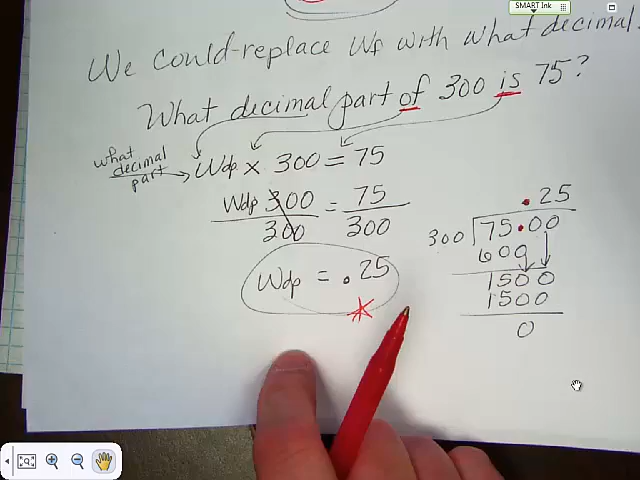 SMART Ink
We could replace Wf with what decimal.
What decimal part of 300 is 75?
what
decimal
part
Wdp x 300 = 75
Wdp 300 = 75
300 300
Wdp = .25
.25
300 75.00
600
1500
1500
0